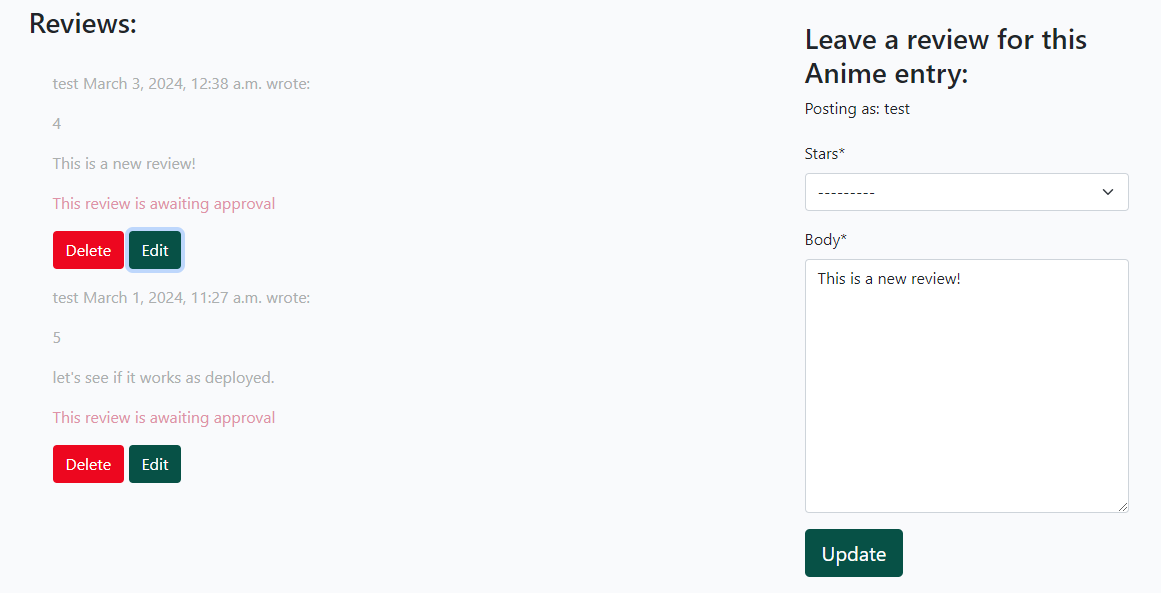 Reviews:
test March 3, 2024, 12:38 a.m. wrote:
4
This is a new review!
This review is awaiting approval
Delete Edit
test March 1, 2024, 11:27 a.m. wrote:
5
let's see if it works as deployed.
This review is awaiting approval
Delete Edit
Leave a review for this
Anime entry:
Posting as: test
Stars*
---------
Body*
This is a new review!
Update